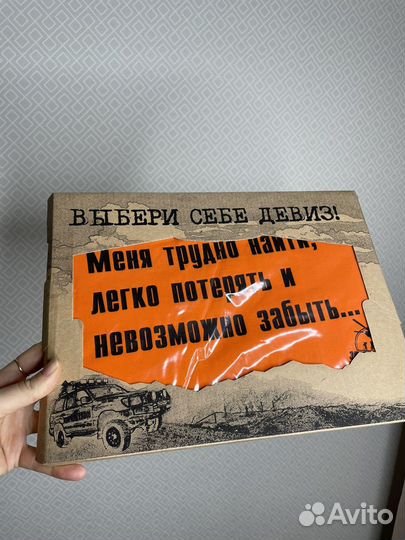 ВЫБЕРИ СЕБЕ ДЕВИЗ!
Меня трудно найти,
легко потерять и
невозможно забыть...
Avito